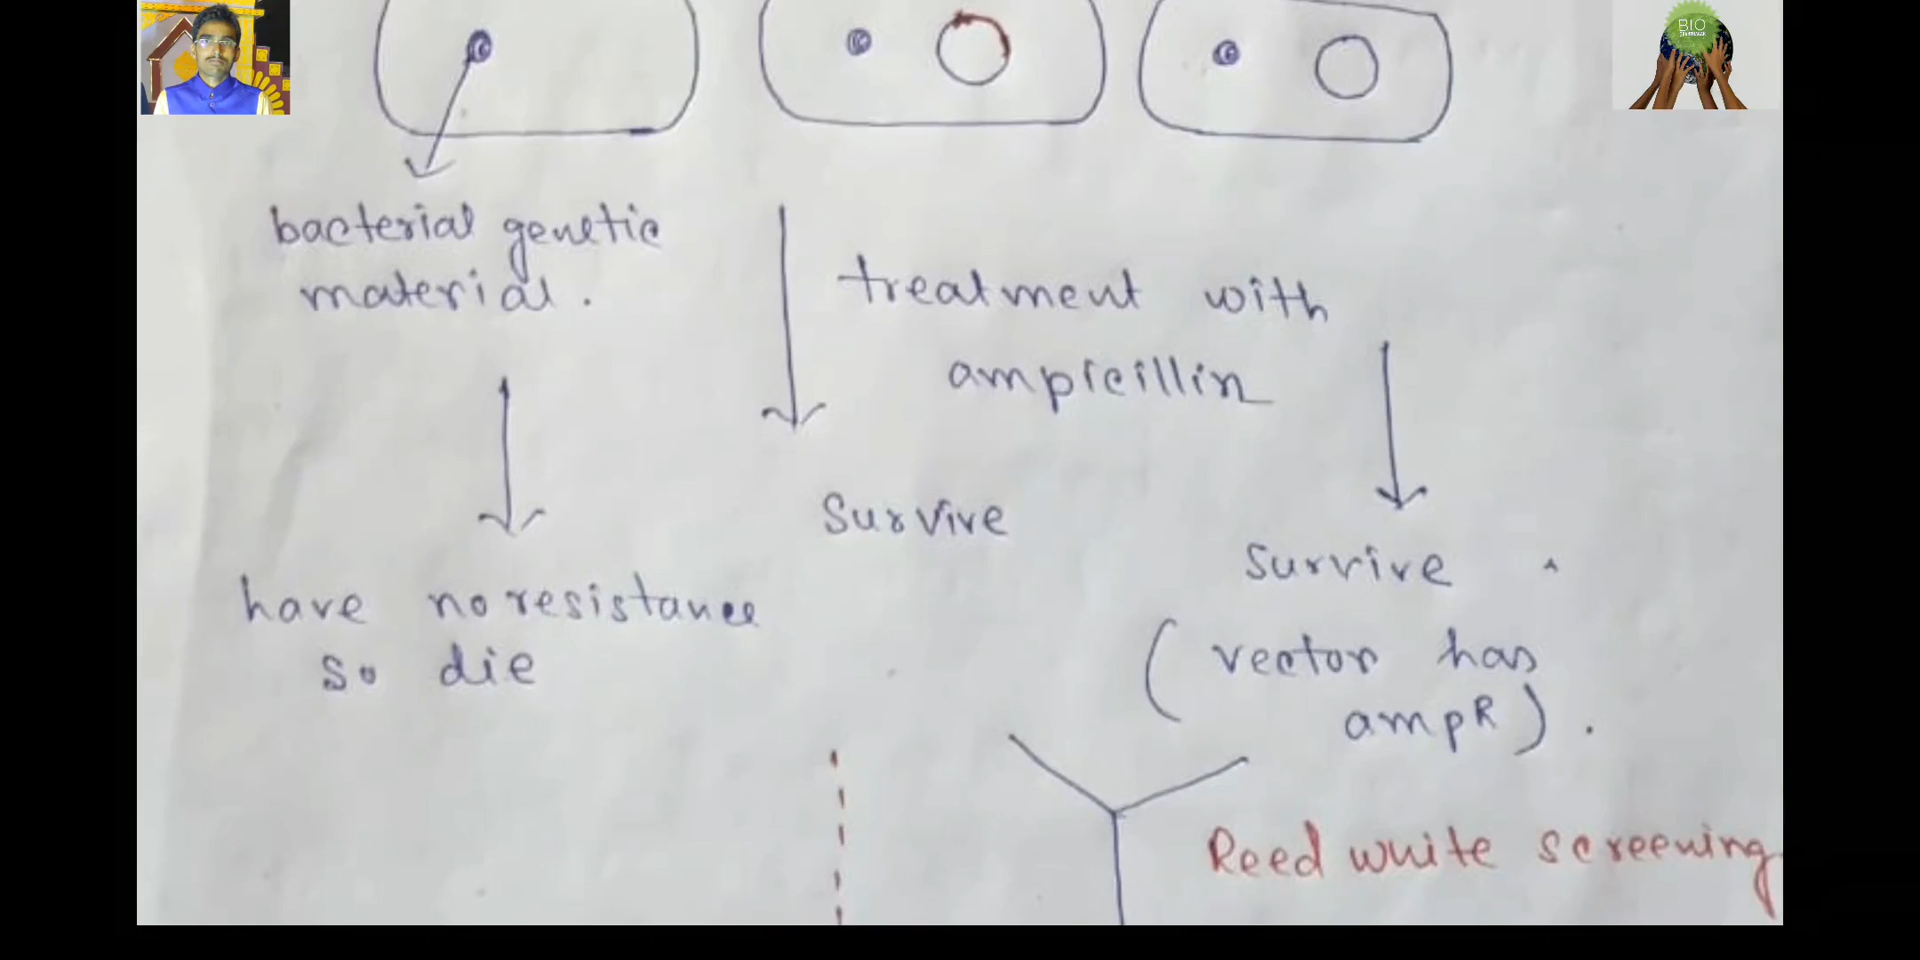 BIO
bacterial genetic
material.
treatment with
ampicillin
Survive
survive
have no resistance
so die
(vector has
ampR).
Reed white screening